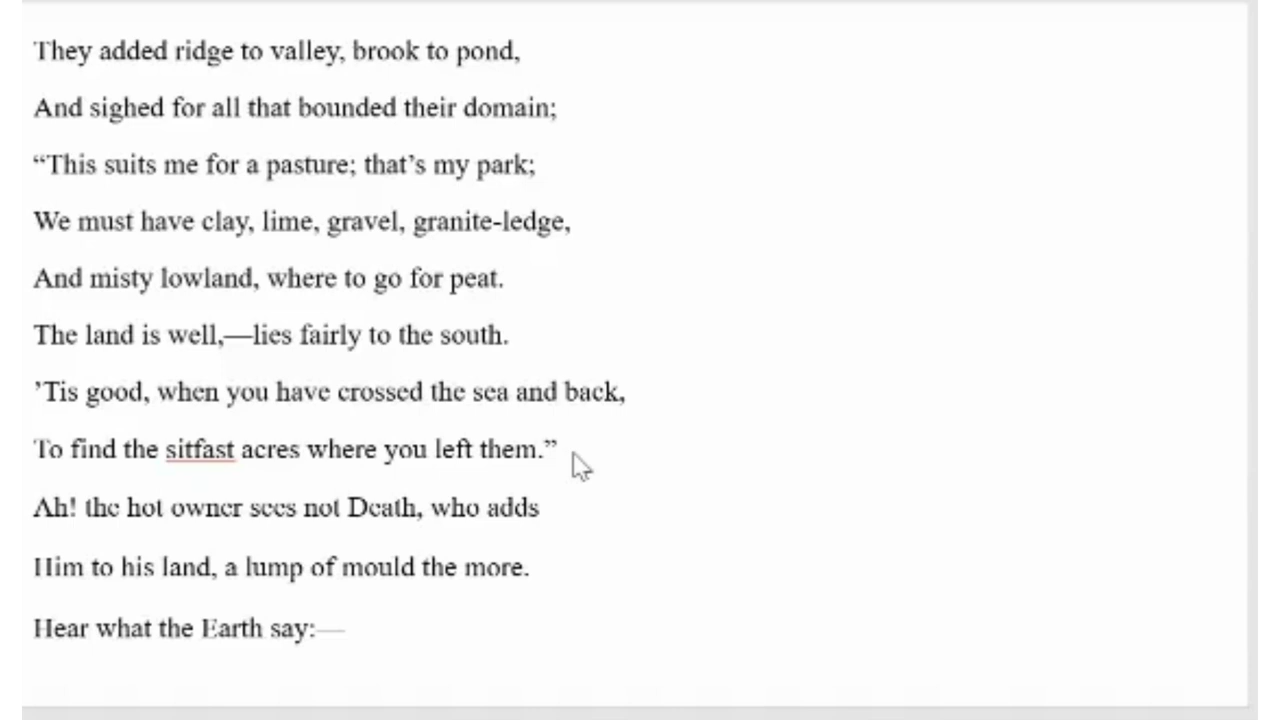 They added ridge to valley, brook to pond,
And sighed for all that bounded their domain;
“This suits me for a pasture; that’s my park;
We must have clay, lime, gravel, granite-ledge,
And misty lowland, where to go for peat.
The land is well,—lies fairly to the south.
’Tis good, when you have crossed the sea and back,
To find the sitfast acres where you left them.”
Ah! the hot owner sees not Death, who adds
Him to his land, a lump of mould the more.
Hear what the Earth say:—